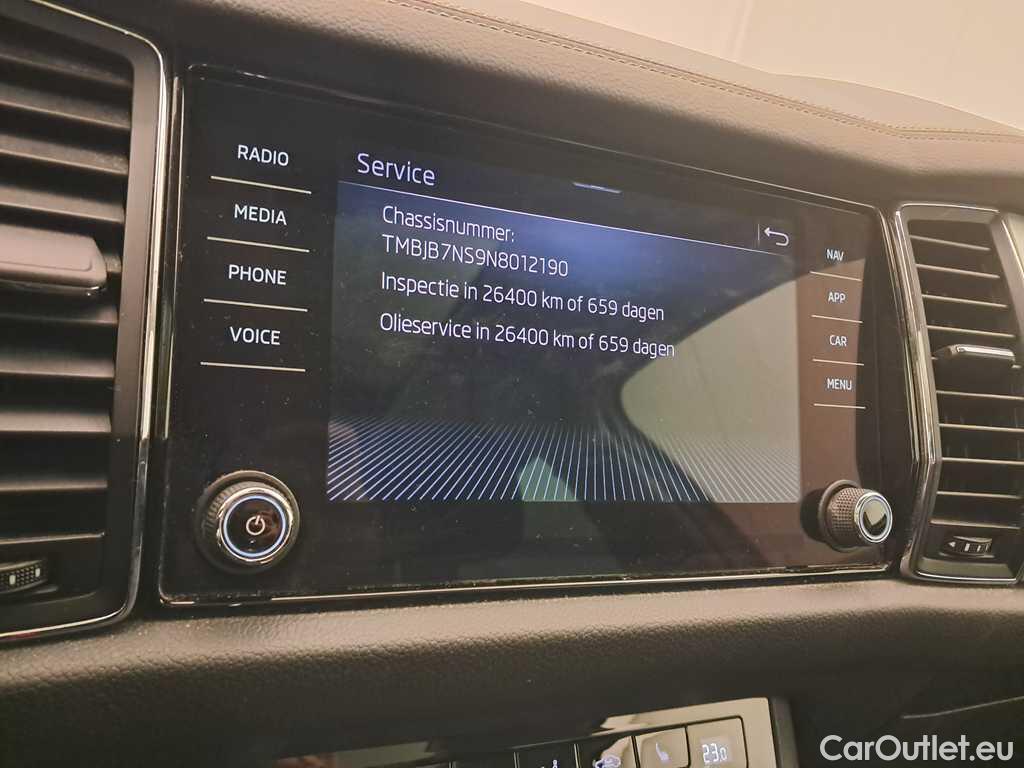 RADIO
MEDIA
PHONE
VOICE
Service
Chassisnummer:
TMBJB7NS9N8012190
Inspectie in 26400 km of 659 dagen
Olieservice in 26400 km of 659 dagen
NAV
APP
CAR
MENU
23.0
CarOutlet.eu